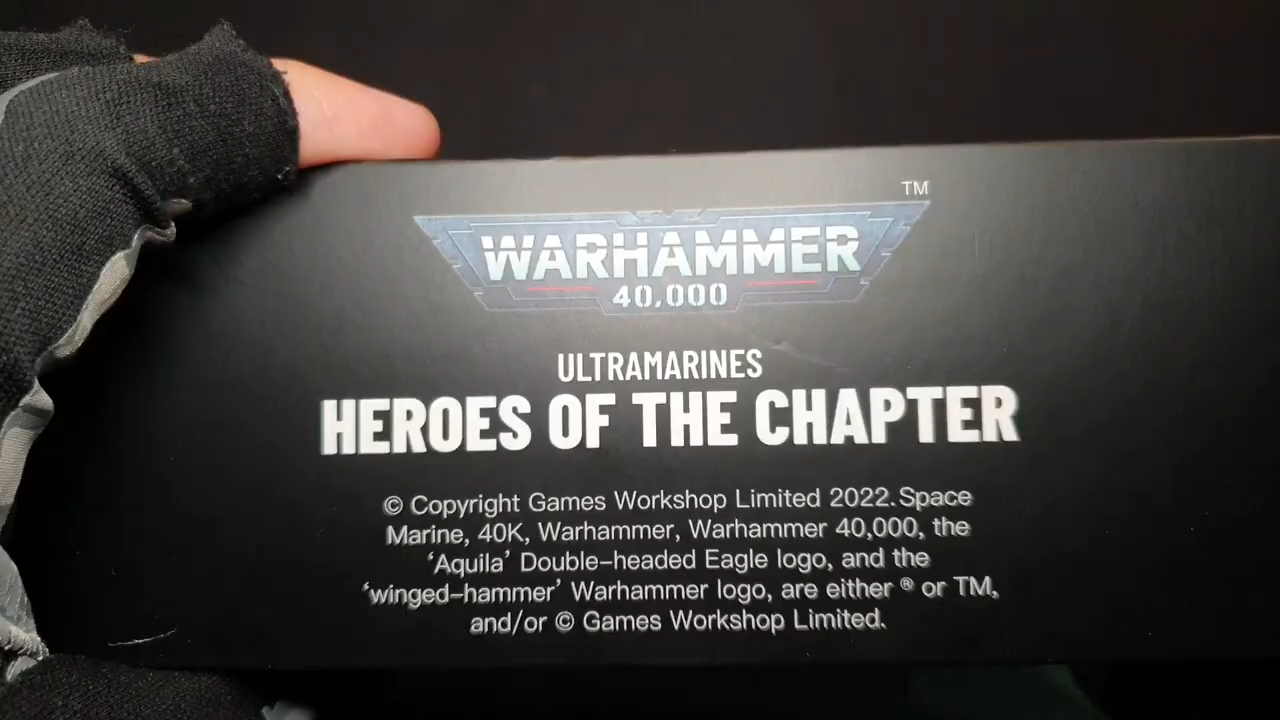 TM
WARHAMMER
40,000
ULTRAMARINES
HEROES OF THE CHAPTER
© Copyright Games Workshop Limited 2022.Space
Marine, 40K, Warhammer, Warhammer 40,000, the
‘Aquila’ Double-headed Eagle logo, and the
‘winged-hammer’ Warhammer logo, are either ® or TM,
and/or © Games Workshop Limited.